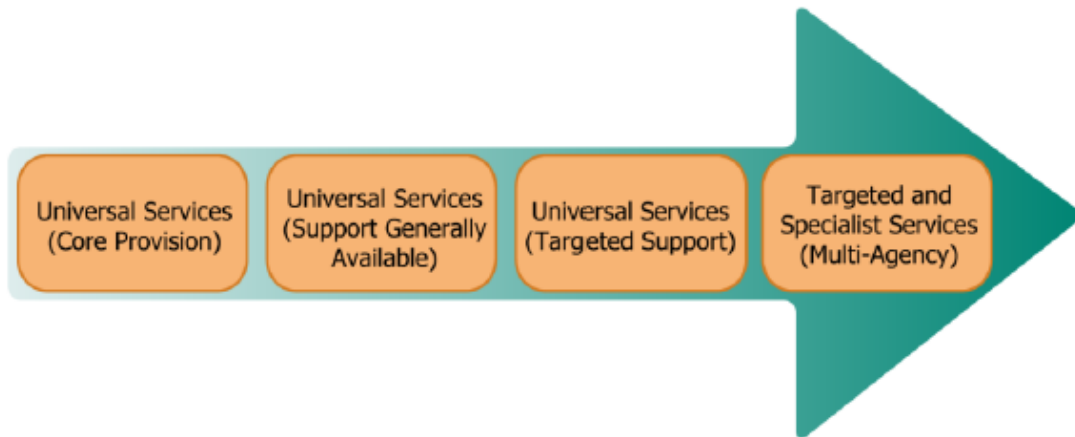 Universal Services
(Core Provision)
Universal Services
(Support Generally
Available)
Universal Services
(Targeted Support)
Targeted and
Specialist Services
(Multi-Agency)